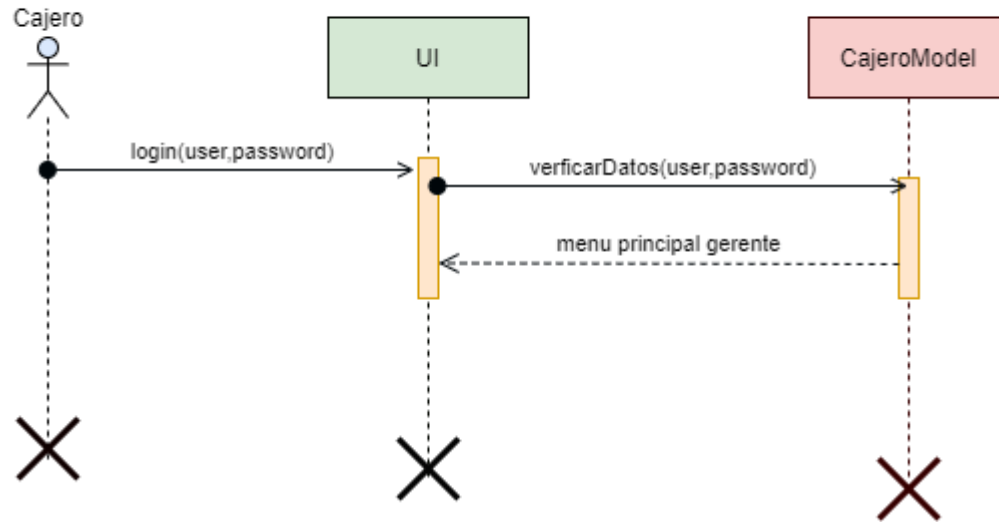 Cajero
UI
CajeroModel
login(user,password)
verficarDatos(user,password)
menu principal gerente